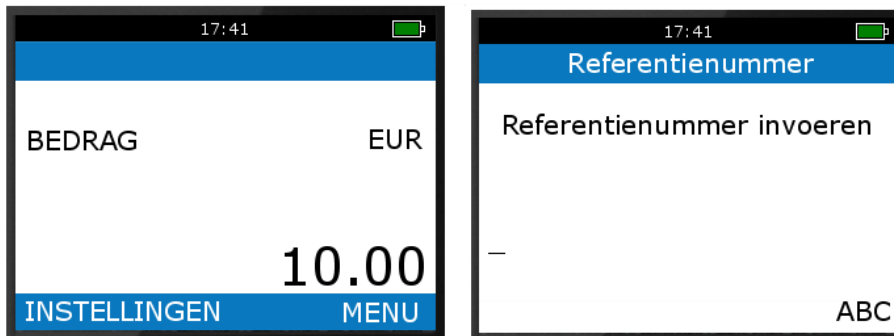 17:41
BEDRAG EUR
10.00
INSTELLINGEN MENU
17:41
Referentienummer
Referentienummer invoeren
_
ABC